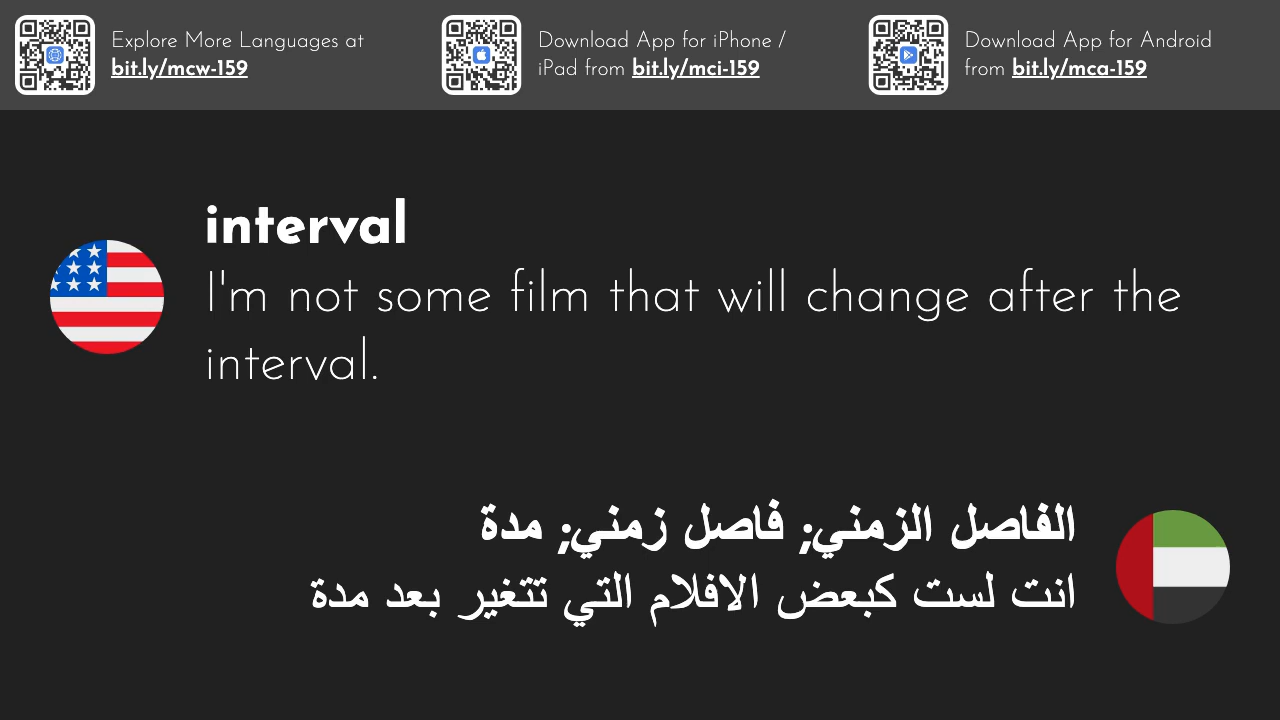 Explore More Languages at
bit.ly/mcw-159
Download App for iPhone /
iPad from bit.ly/mci-159
Download App for Android
from bit.ly/mca-159
interval
I'm not some film that will change after the
interval.
الفاصل الزمني; فاصل زمني; مدة
انت لست كبعض الافلام التي تتغير بعد مدة